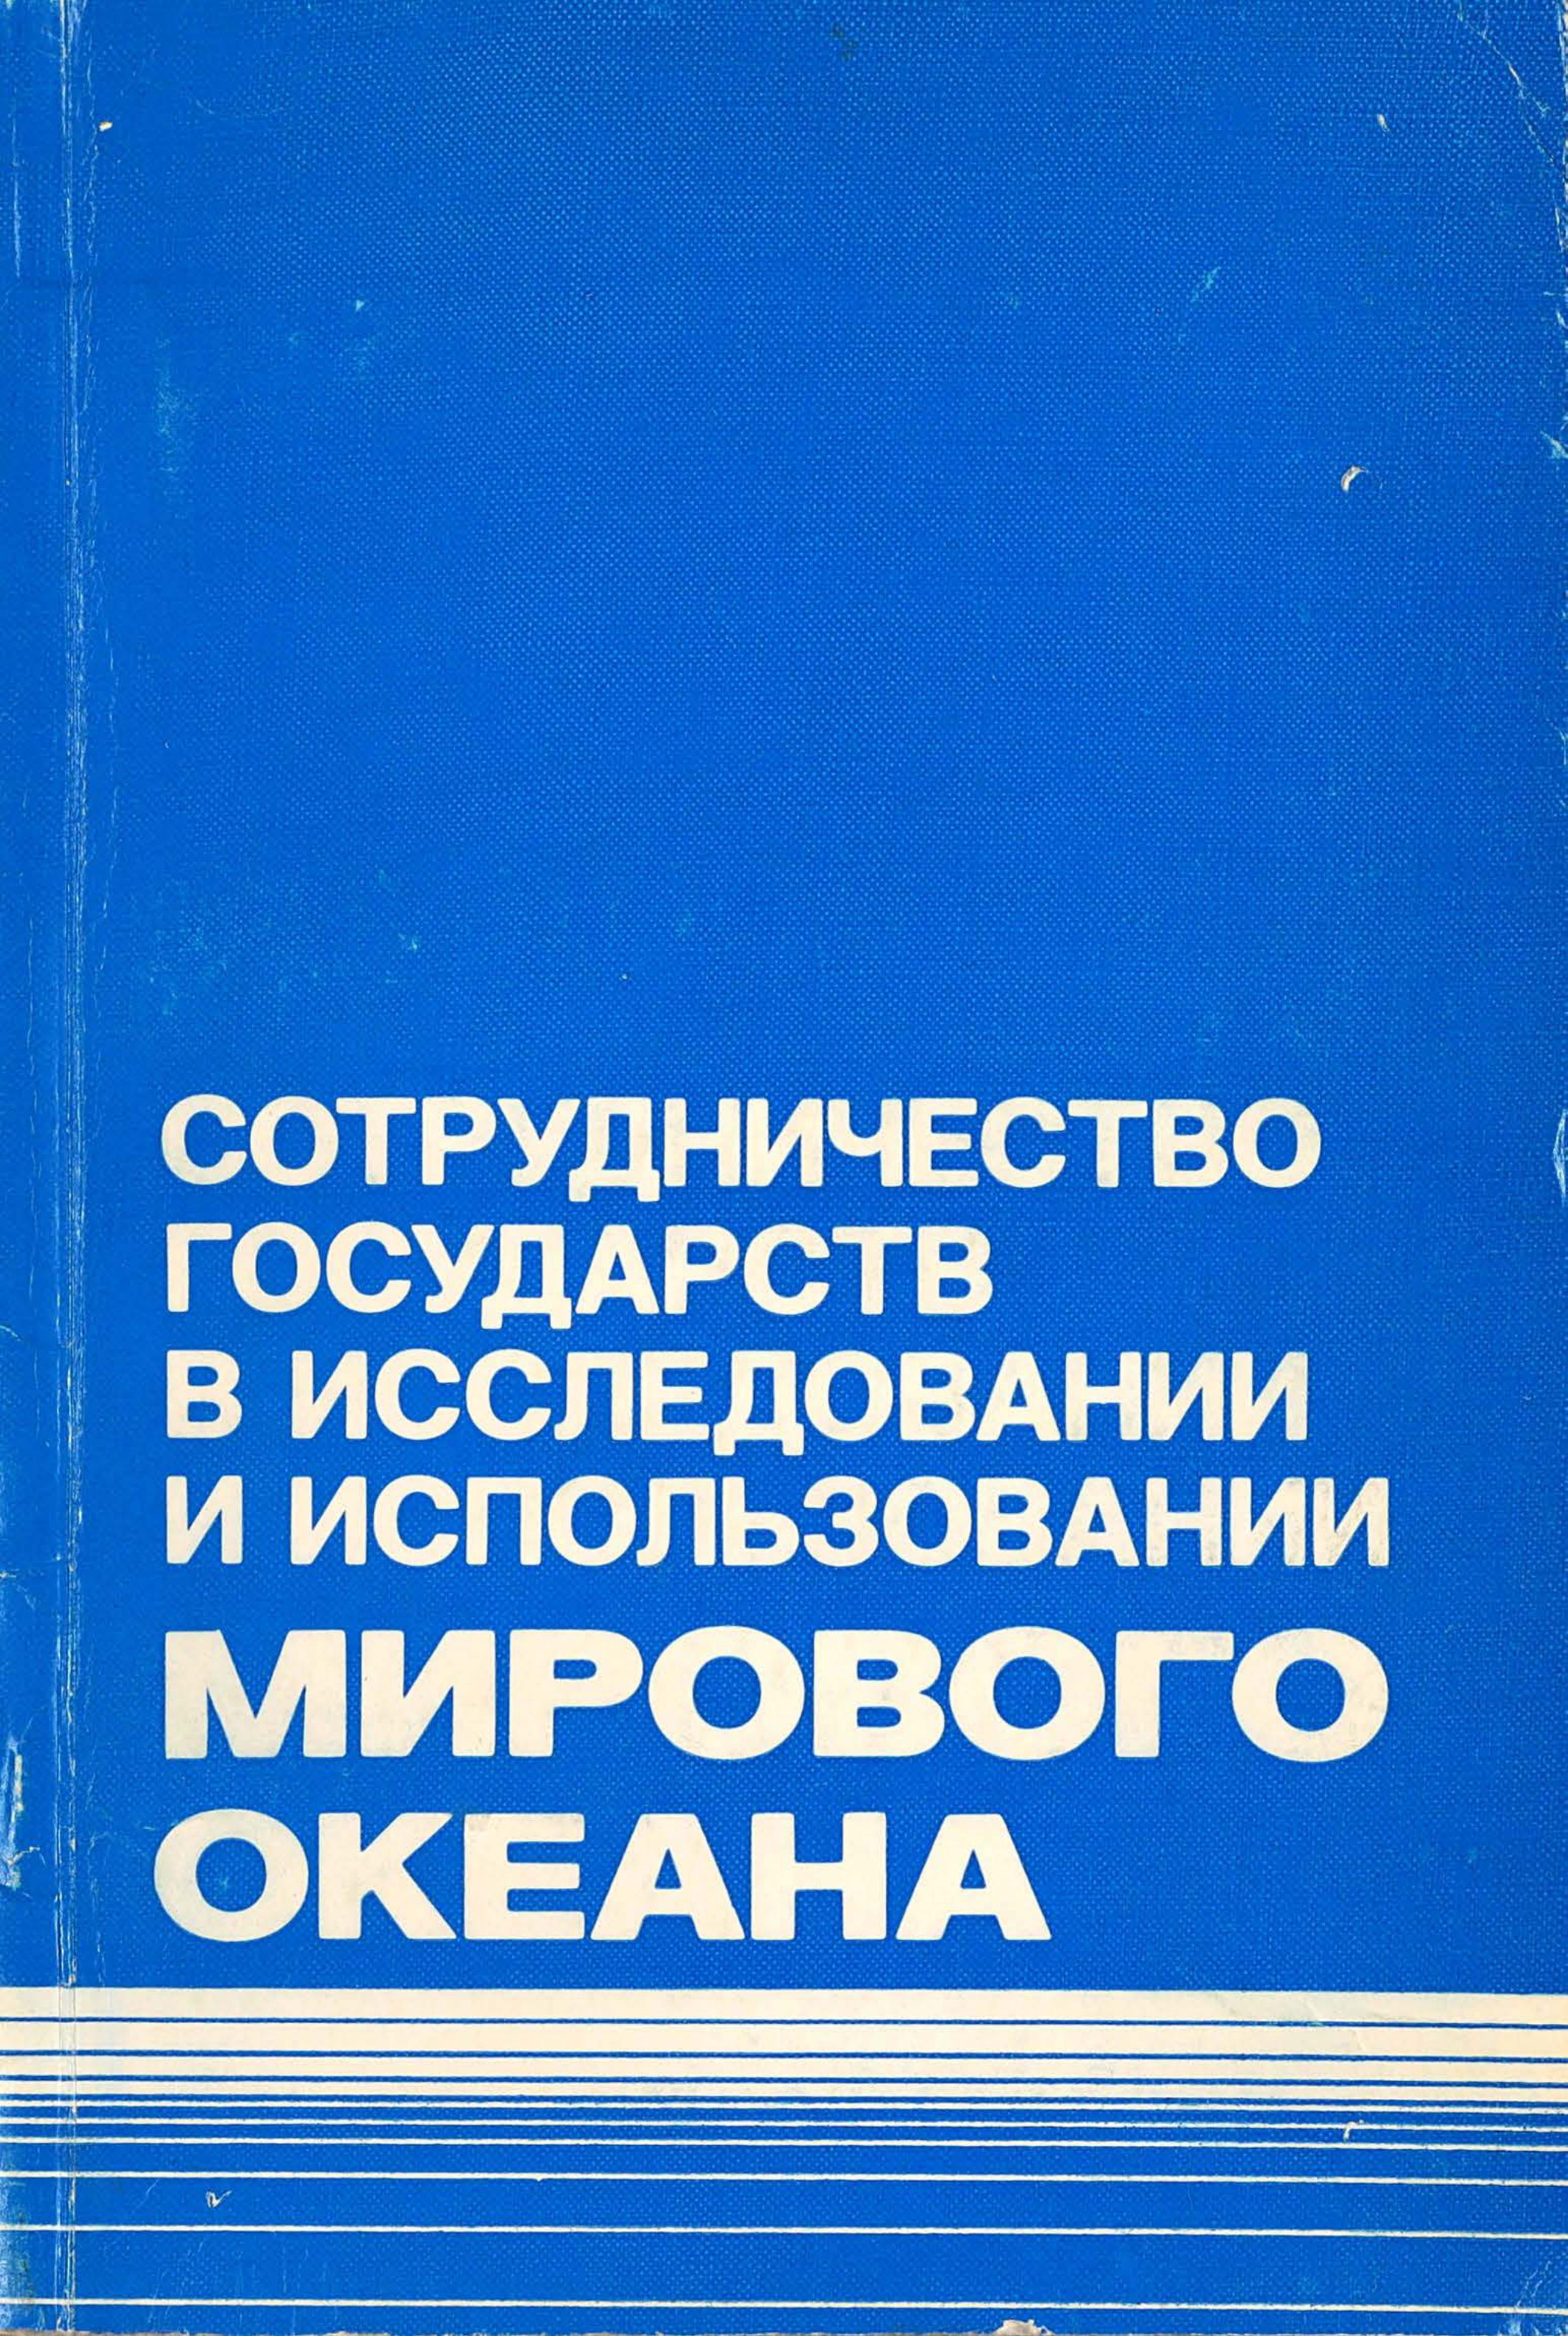 СОТРУДНИЧЕСТВО
ГОСУДАРСТВ
В ИССЛЕДОВАНИИ
И ИСПОЛЬЗОВАНИИ
МИРОВОГО
ОКЕАНА